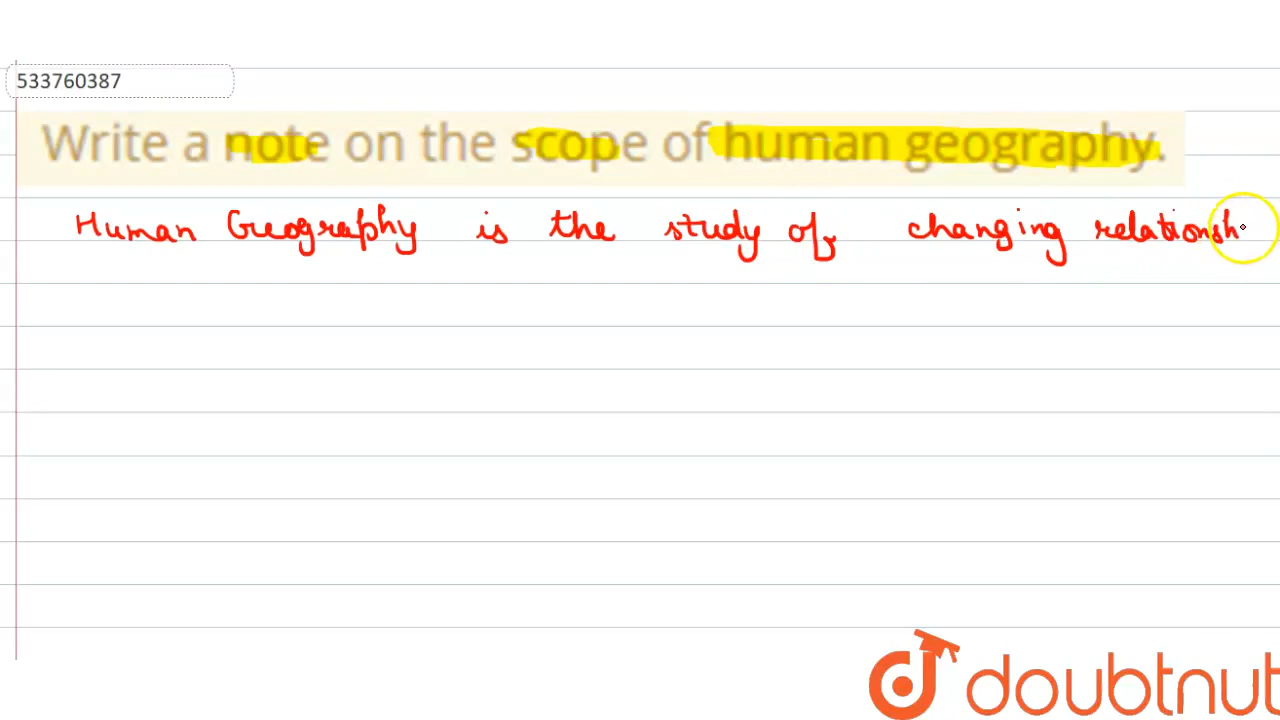 533760387
Write a note on the scope of human geography.
Human Geography is the study of changing relationsh
doubtnut